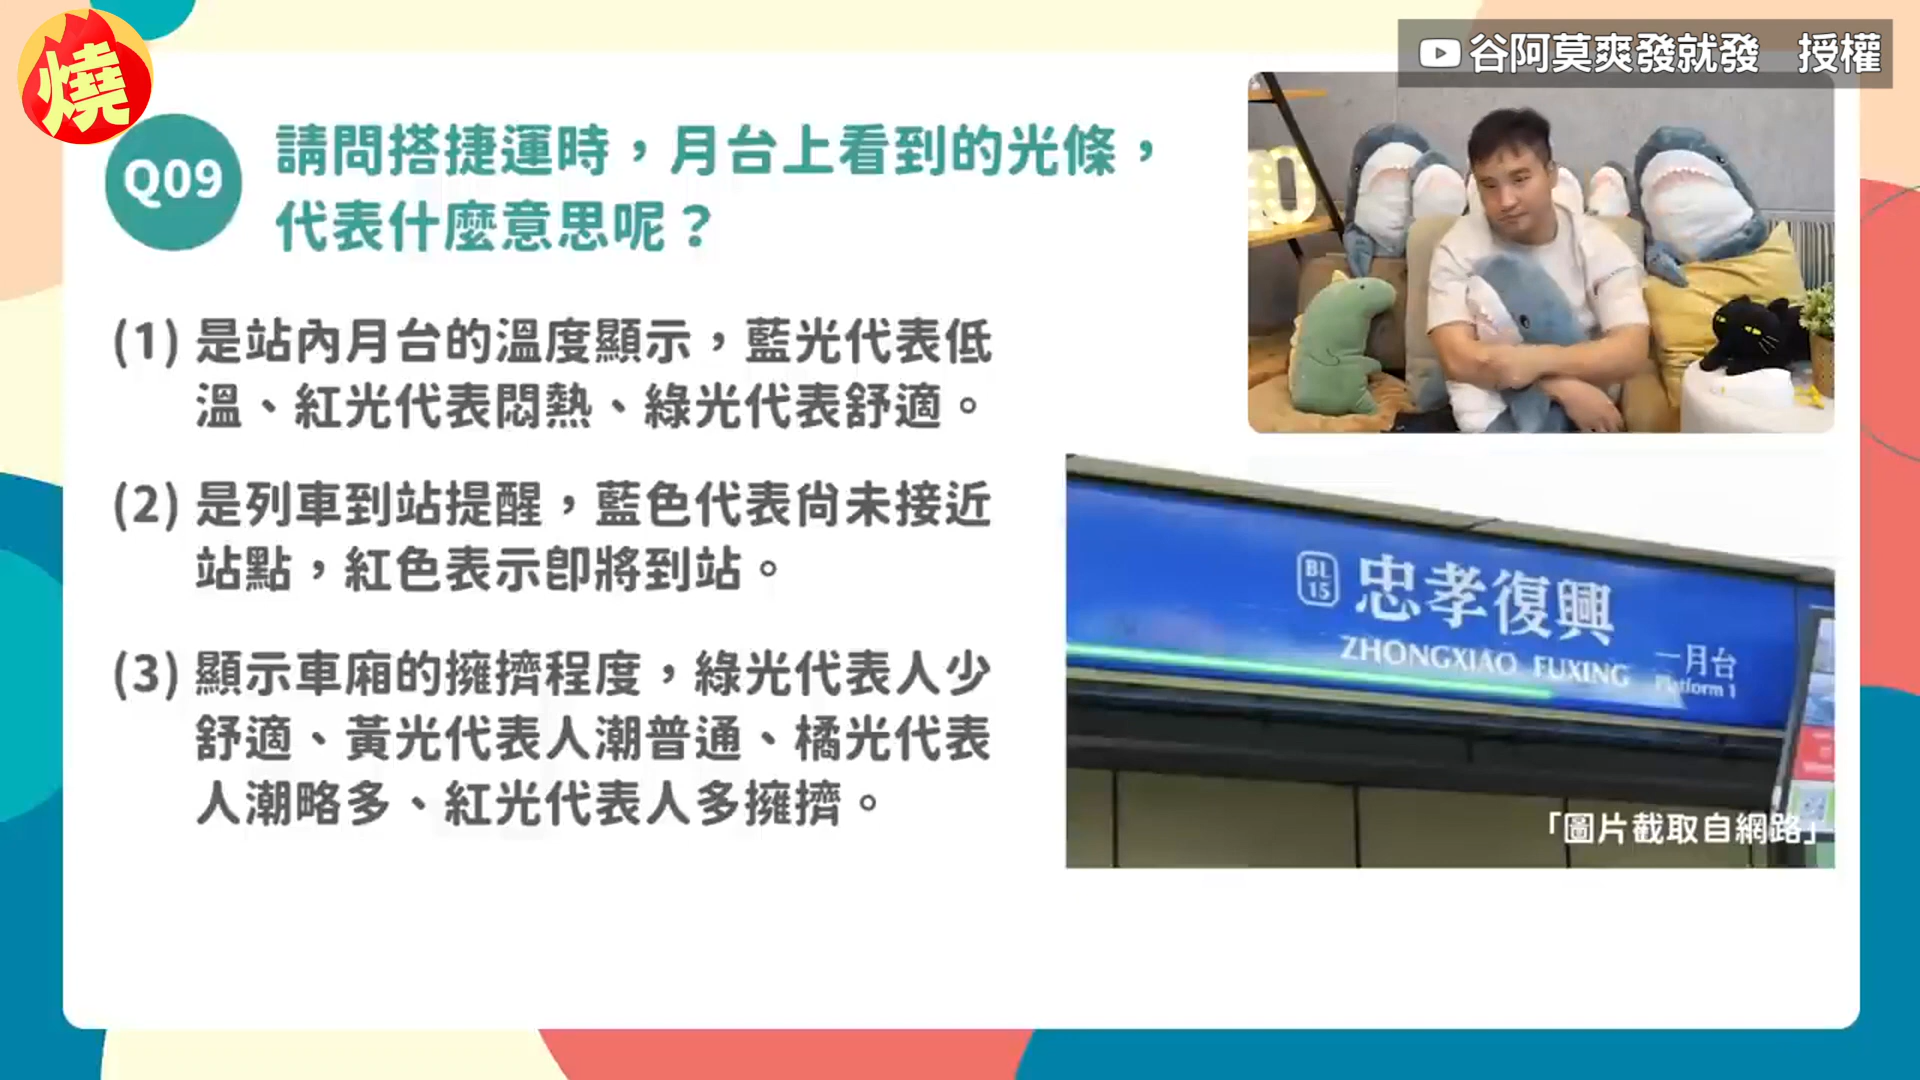 燒
谷阿莫爽發就發　授權
Q09
請問搭捷運時，月台上看到的光條，
代表什麼意思呢？
(1) 是站內月台的溫度顯示，藍光代表低
溫、紅光代表悶熱、綠光代表舒適。
(2) 是列車到站提醒，藍色代表尚未接近
站點，紅色表示即將到站。
(3) 顯示車廂的擁擠程度，綠光代表人少
舒適、黃光代表人潮普通、橘光代表
人潮略多、紅光代表人多擁擠。
BL
15
忠孝復興
ZHONGXIAO FUXING
一月台
Platform 1
「圖片截取自網路」